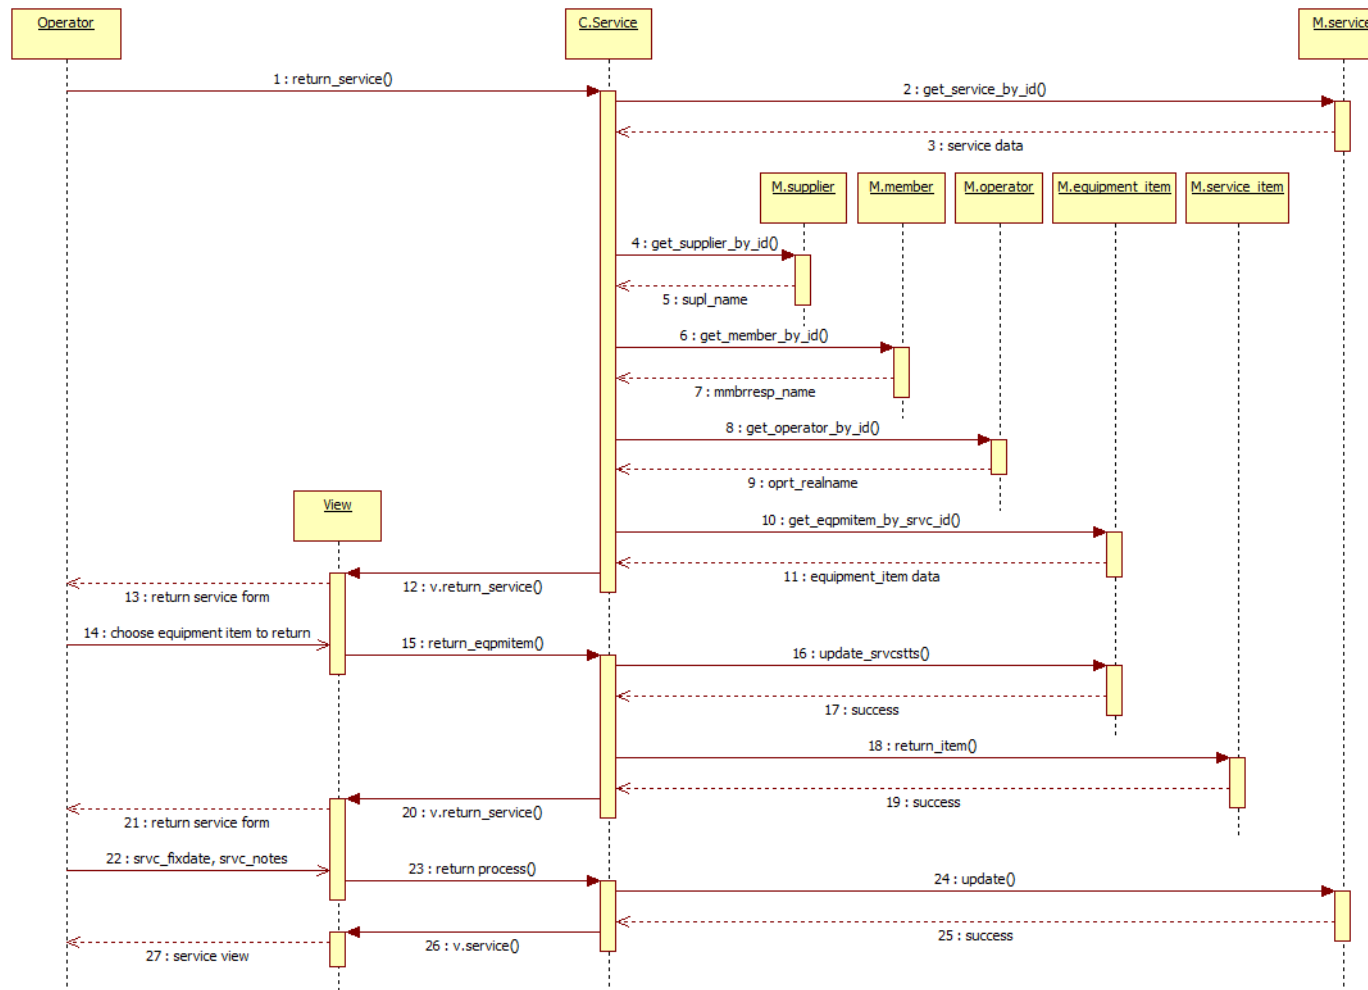 Operator
C.Service
M.service
1 : return_service()
2 : get_service_by_id()
3 : service data
M.supplier
M.member
M.operator
M.equipment_item
M.service_item
4 : get_supplier_by_id()
5 : supl_name
6 : get_member_by_id()
7 : mmbrresp_name
8 : get_operator_by_id()
9 : oprt_realname
View
10 : get_eqpmitem_by_srvc_id()
11 : equipment_item data
12 : v.return_service()
13 : return service form
14 : choose equipment item to return
15 : return_eqpmitem()
16 : update_srvcstts()
17 : success
18 : return_item()
19 : success
20 : v.return_service()
21 : return service form
22 : srvc_fixdate, srvc_notes
23 : return process()
24 : update()
25 : success
26 : v.service()
27 : service view